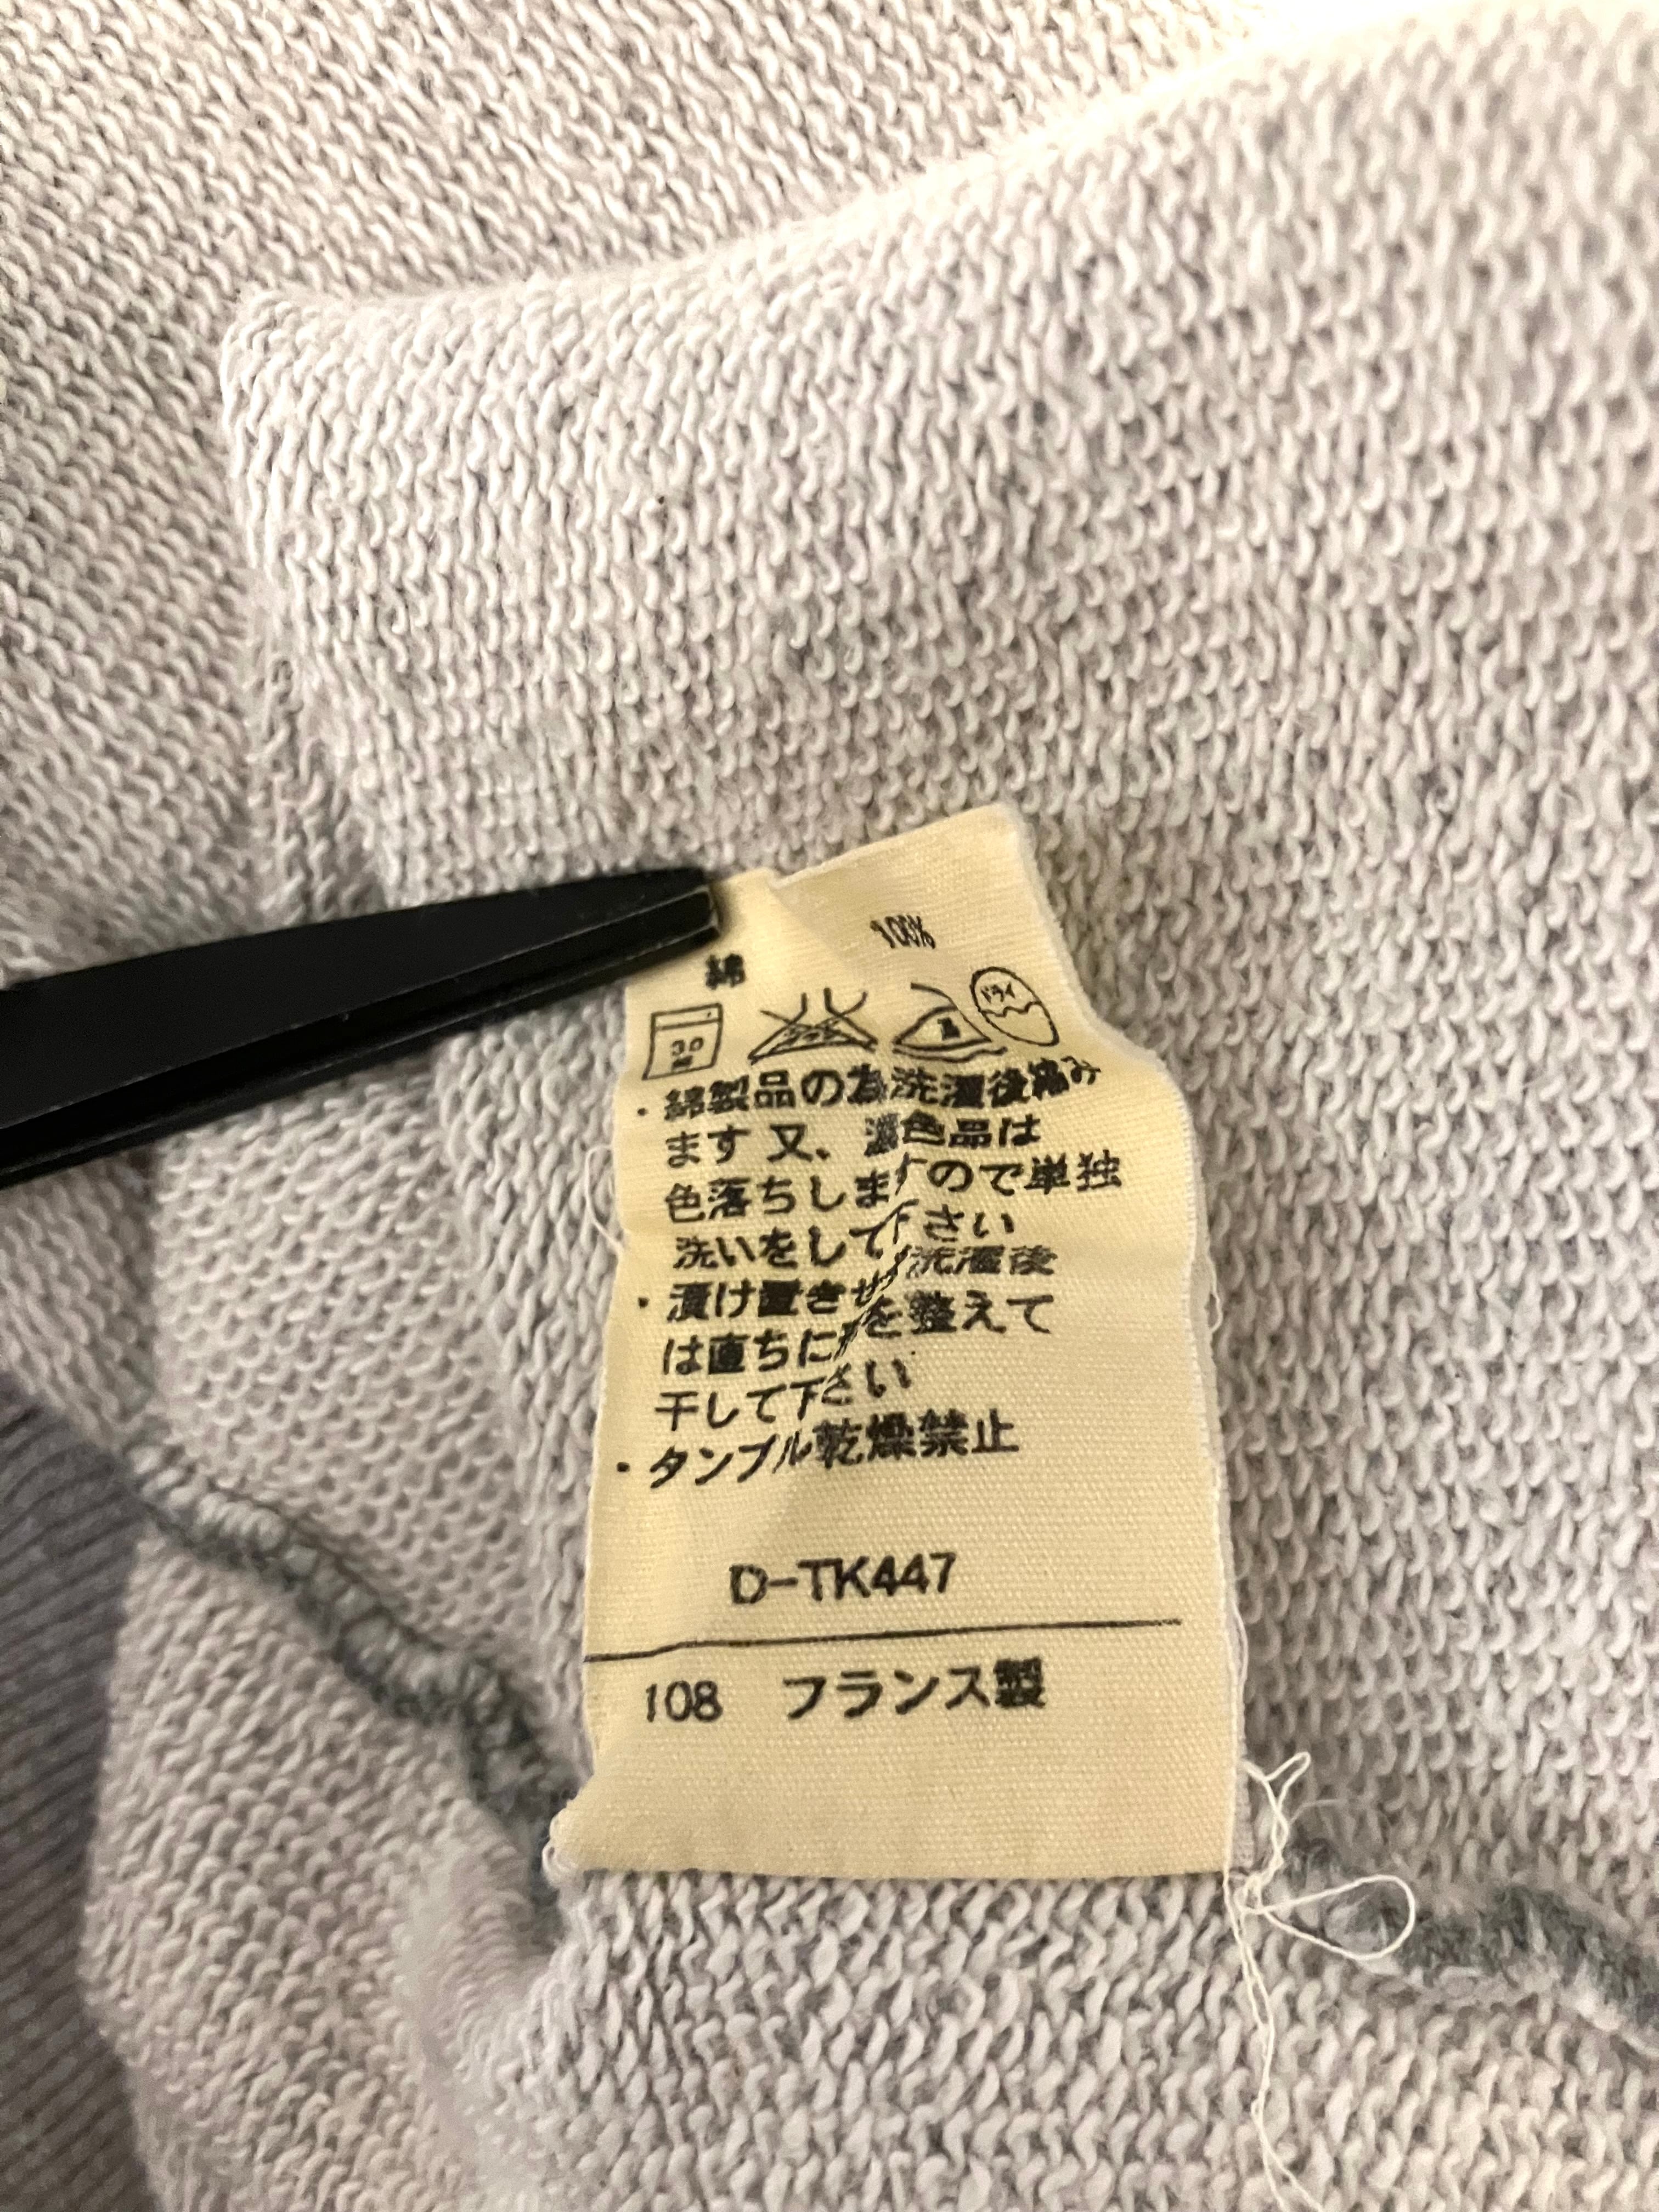 綿 100%
30
ドライ
・綿製品の為洗濯後縮み
ます又、濃色品は
色落ちしますので単独
洗いをして下さい
・漬け置きせず洗濯後
は直ちに形を整えて
干して下さい
・タンブル乾燥禁止
D-TK447
108 フランス製